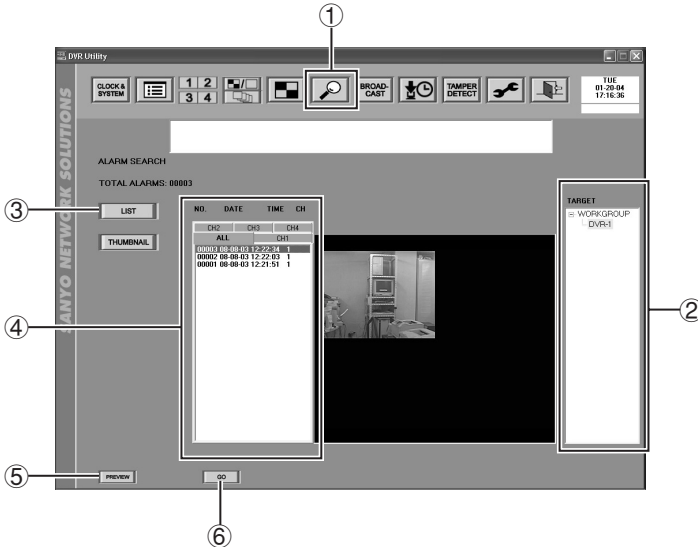 ①
DVR Utility
CLOCK & SYSTEM
1 2
3 4
BROAD-CAST
TAMPER DETECT
TUE
01-20-04
17:16:36
SANYO NETWORK SOLUTIONS
ALARM SEARCH
TOTAL ALARMS: 00003
③
LIST
THUMBNAIL
NO. DATE TIME CH
CH2 CH3 CH4
ALL CH1
00003 08-08-03 12:22:34 1
00002 08-08-03 12:22:03 1
00001 08-08-03 12:21:51 1
④
TARGET
WORKGROUP
DVR-1
②
⑤
PREVIEW
GO
⑥